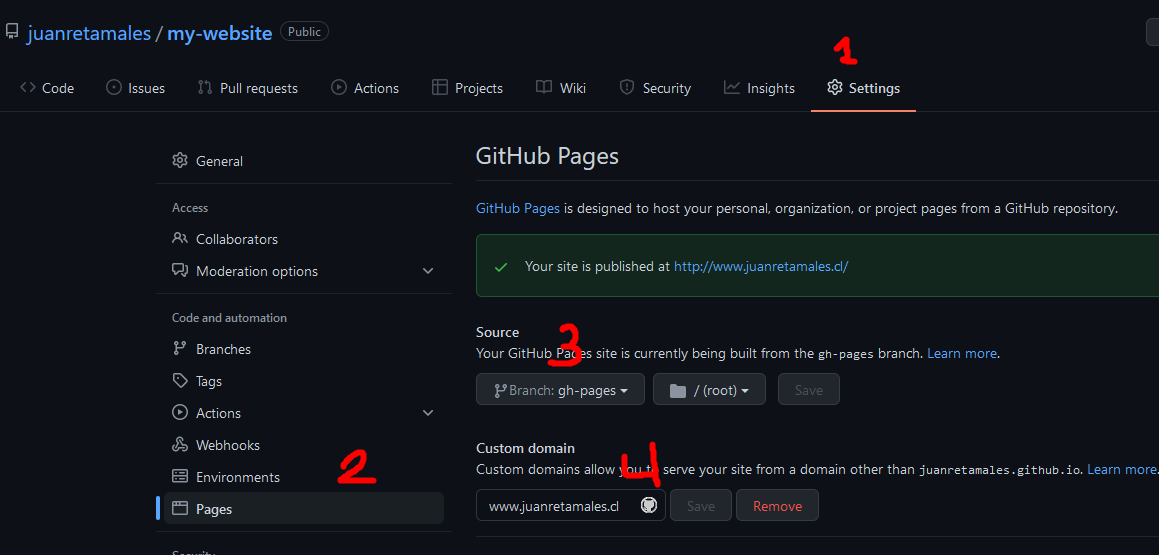 juanretamales / my-website Public
1
Code Issues Pull requests Actions Projects Wiki Security Insights Settings
General
Access
Collaborators
Moderation options
Code and automation
Branches
Tags
Actions
Webhooks
Environments
2
Pages
GitHub Pages
GitHub Pages is designed to host your personal, organization, or project pages from a GitHub repository.
Your site is published at http://www.juanretamales.cl/
Source
3
Your GitHub Pages site is currently being built from the gh-pages branch. Learn more.
Branch: gh-pages / (root) Save
Custom domain
4
Custom domains allow you to serve your site from a domain other than juanretamales.github.io. Learn more.
www.juanretamales.cl Save Remove